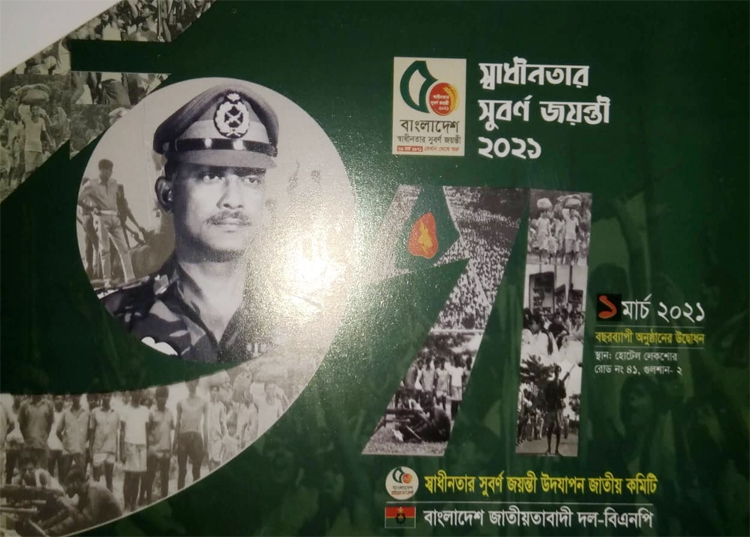 স্বাধীনতার
সুবর্ণ জয়ন্তী
২০২১
বাংলাদেশ
স্বাধীনতার সুবর্ণ জয়ন্তী
৭১
১ মার্চ ২০২১
বছরব্যাপী অনুষ্ঠানের উদ্বোধন
স্থান: হোটেল লেকশোর
রোড নং ৪১, গুলশান- ২
স্বাধীনতার সুবর্ণ জয়ন্তী উদযাপন জাতীয় কমিটি
বাংলাদেশ জাতীয়তাবাদী দল-বিএনপি